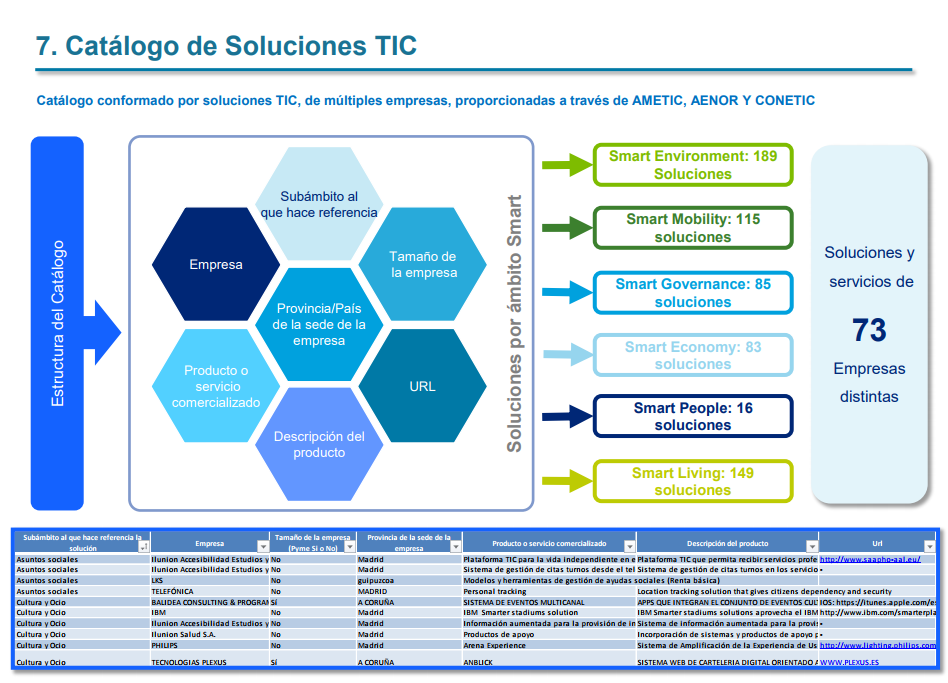 7. Catálogo de Soluciones TIC
Catálogo conformado por soluciones TIC, de múltiples empresas, proporcionadas a través de AMETIC, AENOR Y CONETIC
Estructura del Catálogo
Subámbito al
que hace referencia
Empresa
Tamaño de
la empresa
Provincia/País
de la sede de la
empresa
Producto o
servicio
comercializado
URL
Descripción del
producto
Soluciones por ámbito Smart
Smart Environment: 189
Soluciones
Smart Mobility: 115
soluciones
Smart Governance: 85
soluciones
Smart Economy: 83
soluciones
Smart People: 16
soluciones
Smart Living: 149
soluciones
Soluciones y
servicios de
73
Empresas
distintas
Subámbito al que hace referencia la
solución
Empresa
Tamaño de la empresa
(Pyme Si o No)
Provincia de la sede de la
empresa
Producto o servicio comercializado
Descripción del producto
Url
Asuntos sociales Ilunion Accesibilidad Estudios y No Madrid Plataforma TIC para la vida independiente en e Plataforma TIC que permita recibir servicios profe http://www.saapho-aal.eu/
Asuntos sociales Ilunion Accesibilidad Estudios y No Madrid Sistema de gestión de citas turnos desde el tel Sistema de gestión de citas turnos en los servicio •
Asuntos sociales LKS No guipuzcoa Modelos y herramientas de gestión de ayudas sociales (Renta básica)
Asuntos sociales TELEFÓNICA No MADRID Personal tracking Location tracking solution that gives citizens dependency and security
Cultura y Ocio BALIDEA CONSULTING & PROGRAM Sí A CORUÑA SISTEMA DE EVENTOS MULTICANAL APPS QUE INTEGRAN EL CONJUNTO DE EVENTOS CUL IOS: https://itunes.apple.com/es
Cultura y Ocio IBM No Madrid IBM Smarter stadiums solution IBM Smarter stadiums solutions aprovecha el IBM http://www.ibm.com/smarterpla
Cultura y Ocio Ilunion Accesibilidad Estudios y No Madrid Información aumentada para la provisión de in Sistema de información aumentada para la provis •
Cultura y Ocio Ilunion Salud S.A. No Madrid Productos de apoyo Incorporación de sistemas y productos de apoyo p •
Cultura y Ocio PHILIPS No Madrid Arena Experience Sistema de Amplificación de la Experiencia de Us http://www.lighting.philips.com
Cultura y Ocio TECNOLOGIAS PLEXUS Sí A CORUÑA ANBLICK SISTEMA WEB DE CARTELERIA DIGITAL ORIENTADO A WWW.PLEXUS.ES